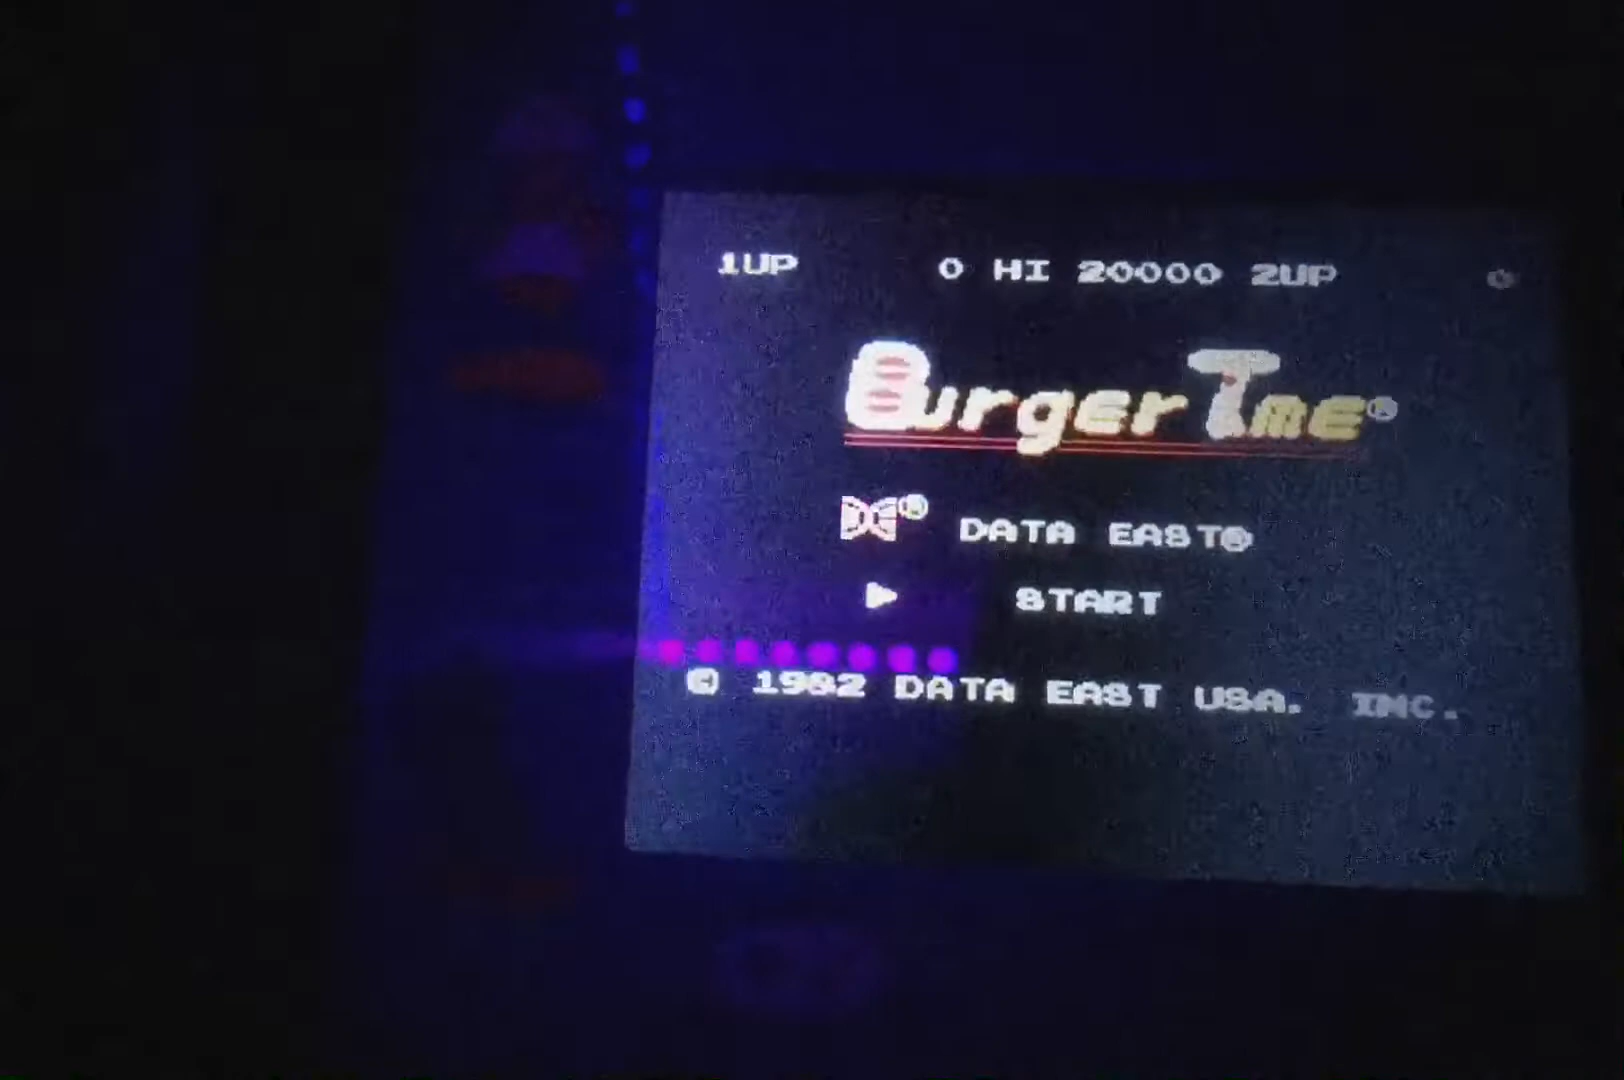 1UP 0 HI 20000 2UP 0
BurgerTime®
® DATA EAST®
START
© 1982 DATA EAST USA. INC.